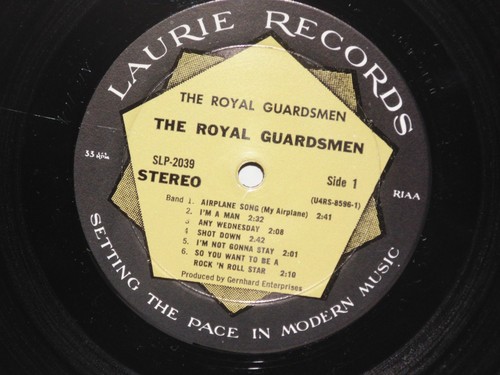 LAURIE RECORDS
THE ROYAL GUARDSMEN
THE ROYAL GUARDSMEN
33 1/3 RPM
SLP-2039
STEREO
Side 1
(U4RS-8596-1)
RIAA
Band 1. AIRPLANE SONG (My Airplane) 2:41
2. I'M A MAN 2:32
3. ANY WEDNESDAY 2:08
4 SHOT DOWN 2:42
5. I'M NOT GONNA STAY 2:01
6. SO YOU WANT TO BE A
ROCK 'N ROLL STAR 2:10
Produced by Gernhard Enterprises
SETTING THE PACE IN MODERN MUSIC